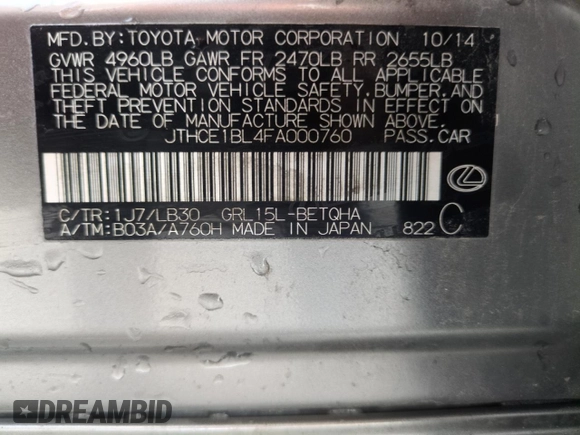 MFD. BY: TOYOTA MOTOR CORPORATION 10/14
GVWR 4960LB GAWR FR 2470LB RR 2655LB
THIS VEHICLE CONFORMS TO ALL APPLICABLE
FEDERAL MOTOR VEHICLE SAFETY, BUMPER, AND
THEFT PREVENTION STANDARDS IN EFFECT ON
THE DATE OF MANUFACTURE SHOWN ABOVE.
JTHCE1BL4FA000760 PASS. CAR
C/TR: 1J7/LB30 GRL15L-BETQHA
A/TM: B03A/A760H MADE IN JAPAN 822 C
DREAMBID